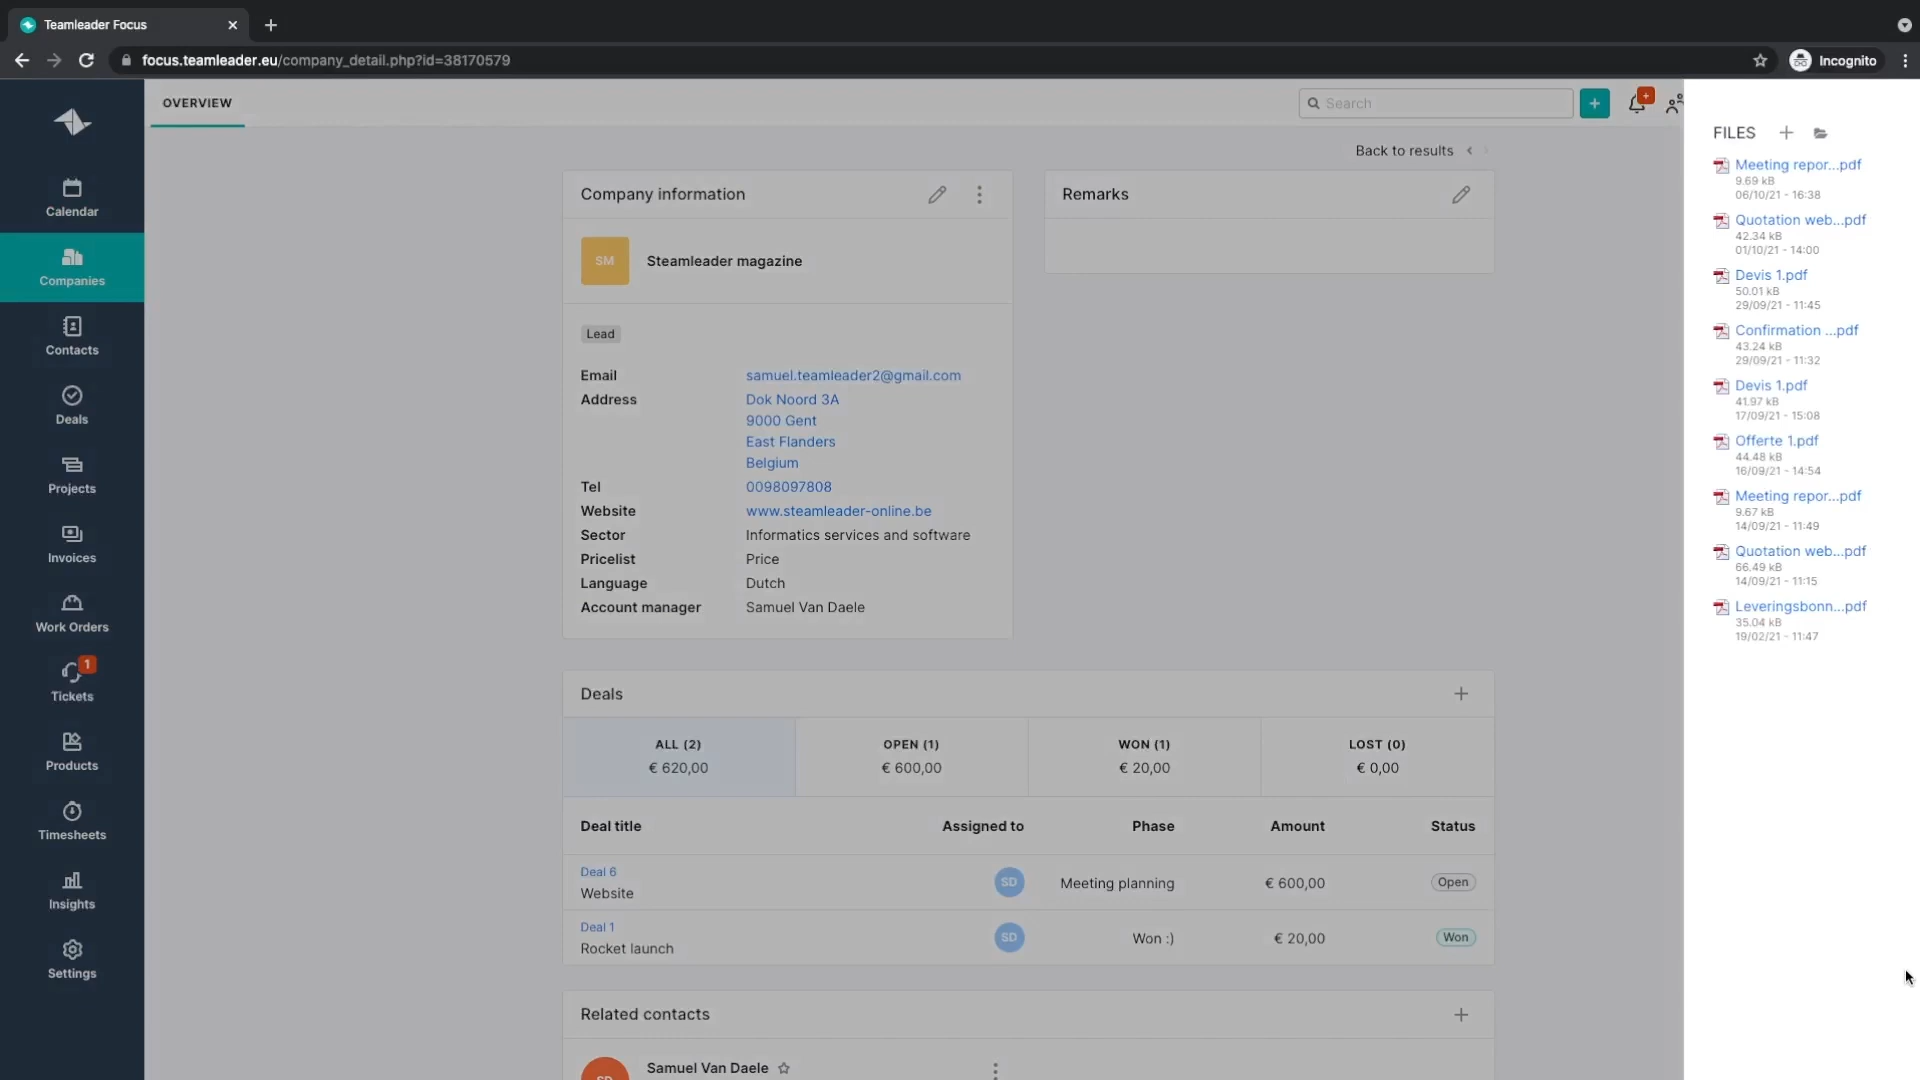 Teamleader Focus
focus.teamleader.eu/company_detail.php?id=38170579
Incognito
Calendar
Companies
Contacts
Deals
Projects
Invoices
Work Orders
1
Tickets
Products
Timesheets
Insights
Settings
OVERVIEW
Search
Back to results
Company information
SM
Steamleader magazine
Lead
Email samuel.teamleader2@gmail.com
Address Dok Noord 3A
9000 Gent
East Flanders
Belgium
Tel 0098097808
Website www.steamleader-online.be
Sector Informatics services and software
Pricelist Price
Language Dutch
Account manager Samuel Van Daele
Remarks
Deals
ALL (2) OPEN (1) WON (1) LOST (0)
€ 620,00 € 600,00 € 20,00 € 0,00
Deal title Assigned to Phase Amount Status
Deal 6
Website SD Meeting planning € 600,00 Open
Deal 1
Rocket launch SD Won :) € 20,00 Won
Related contacts
SD
Samuel Van Daele
FILES
Meeting repor...pdf
9.69 kB
06/10/21 - 16:38
Quotation web...pdf
42.34 kB
01/10/21 - 14:00
Devis 1.pdf
50.01 kB
29/09/21 - 11:45
Confirmation ...pdf
43.24 kB
29/09/21 - 11:32
Devis 1.pdf
41.97 kB
17/09/21 - 15:08
Offerte 1.pdf
44.48 kB
16/09/21 - 14:54
Meeting repor...pdf
9.67 kB
14/09/21 - 11:49
Quotation web...pdf
66.49 kB
14/09/21 - 11:15
Leveringsbonn...pdf
35.04 kB
19/02/21 - 11:47